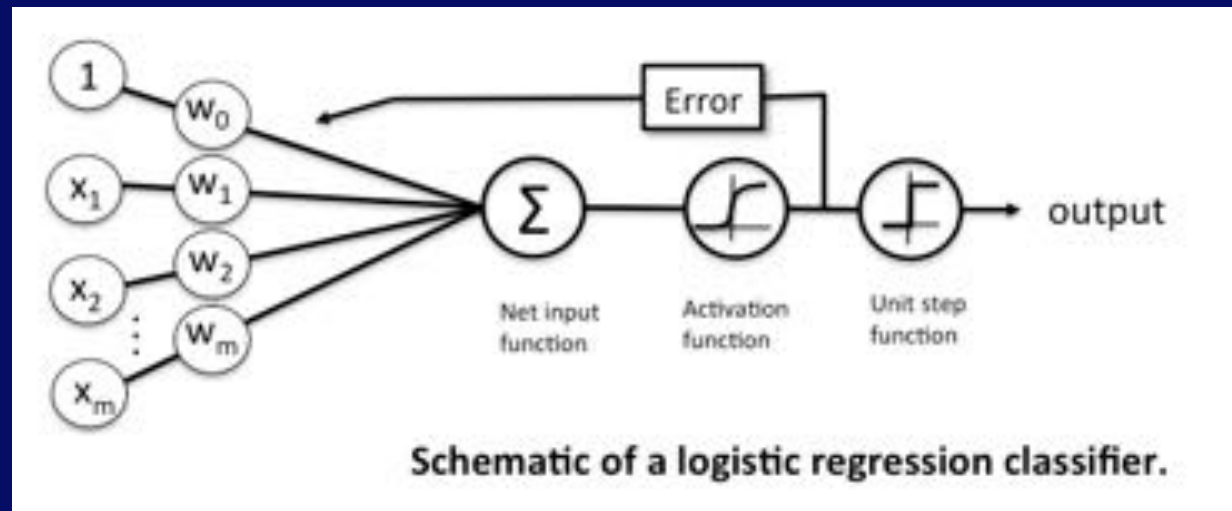 1
w₀
Error
x₁
w₁
Σ
output
x₂
w₂
⋮
wₘ
xₘ
Net input
function
Activation
function
Unit step
function
Schematic of a logistic regression classifier.